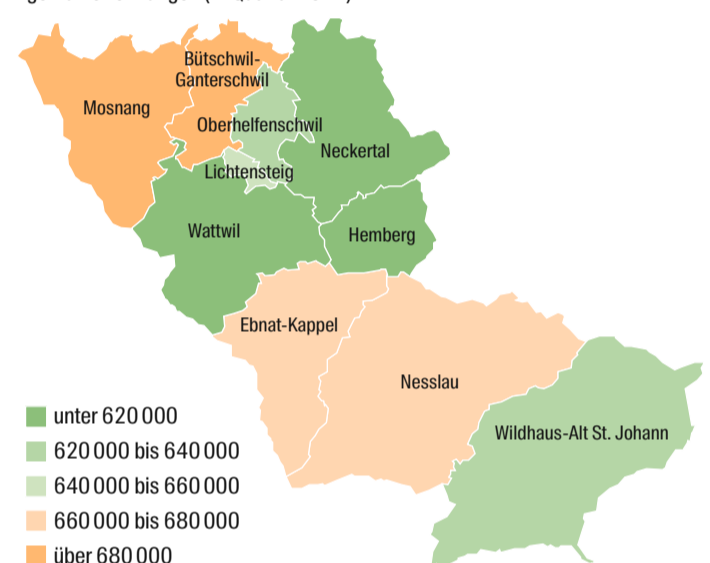 Bütschwil-
Ganterschwil
Mosnang
Oberhelfenschwil
Neckertal
Lichtensteig
Wattwil
Hemberg
Ebnat-Kappel
Nesslau
Wildhaus-Alt St. Johann
unter 620 000
620 000 bis 640 000
640 000 bis 660 000
660 000 bis 680 000
über 680 000